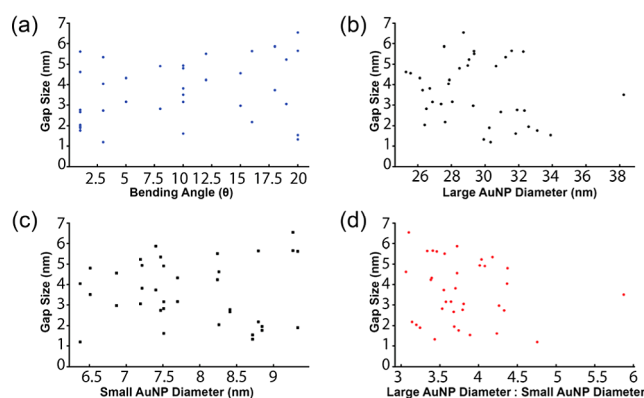 (a)
(b)
7
6
5
4
3
2
1
0
Gap Size (nm)
2.5 5 7.5 10 12.5 15 17.5 20
Bending Angle (θ)
7
6
5
4
3
2
1
0
Gap Size (nm)
26 28 30 32 34 36 38
Large AuNP Diameter (nm)
(c)
(d)
7
6
5
4
3
2
1
0
Gap Size (nm)
6.5 7 7.5 8 8.5 9
Small AuNP Diameter (nm)
7
6
5
4
3
2
1
0
Gap Size (nm)
3 3.5 4 4.5 5 5.5 6
Large AuNP Diameter : Small AuNP Diameter